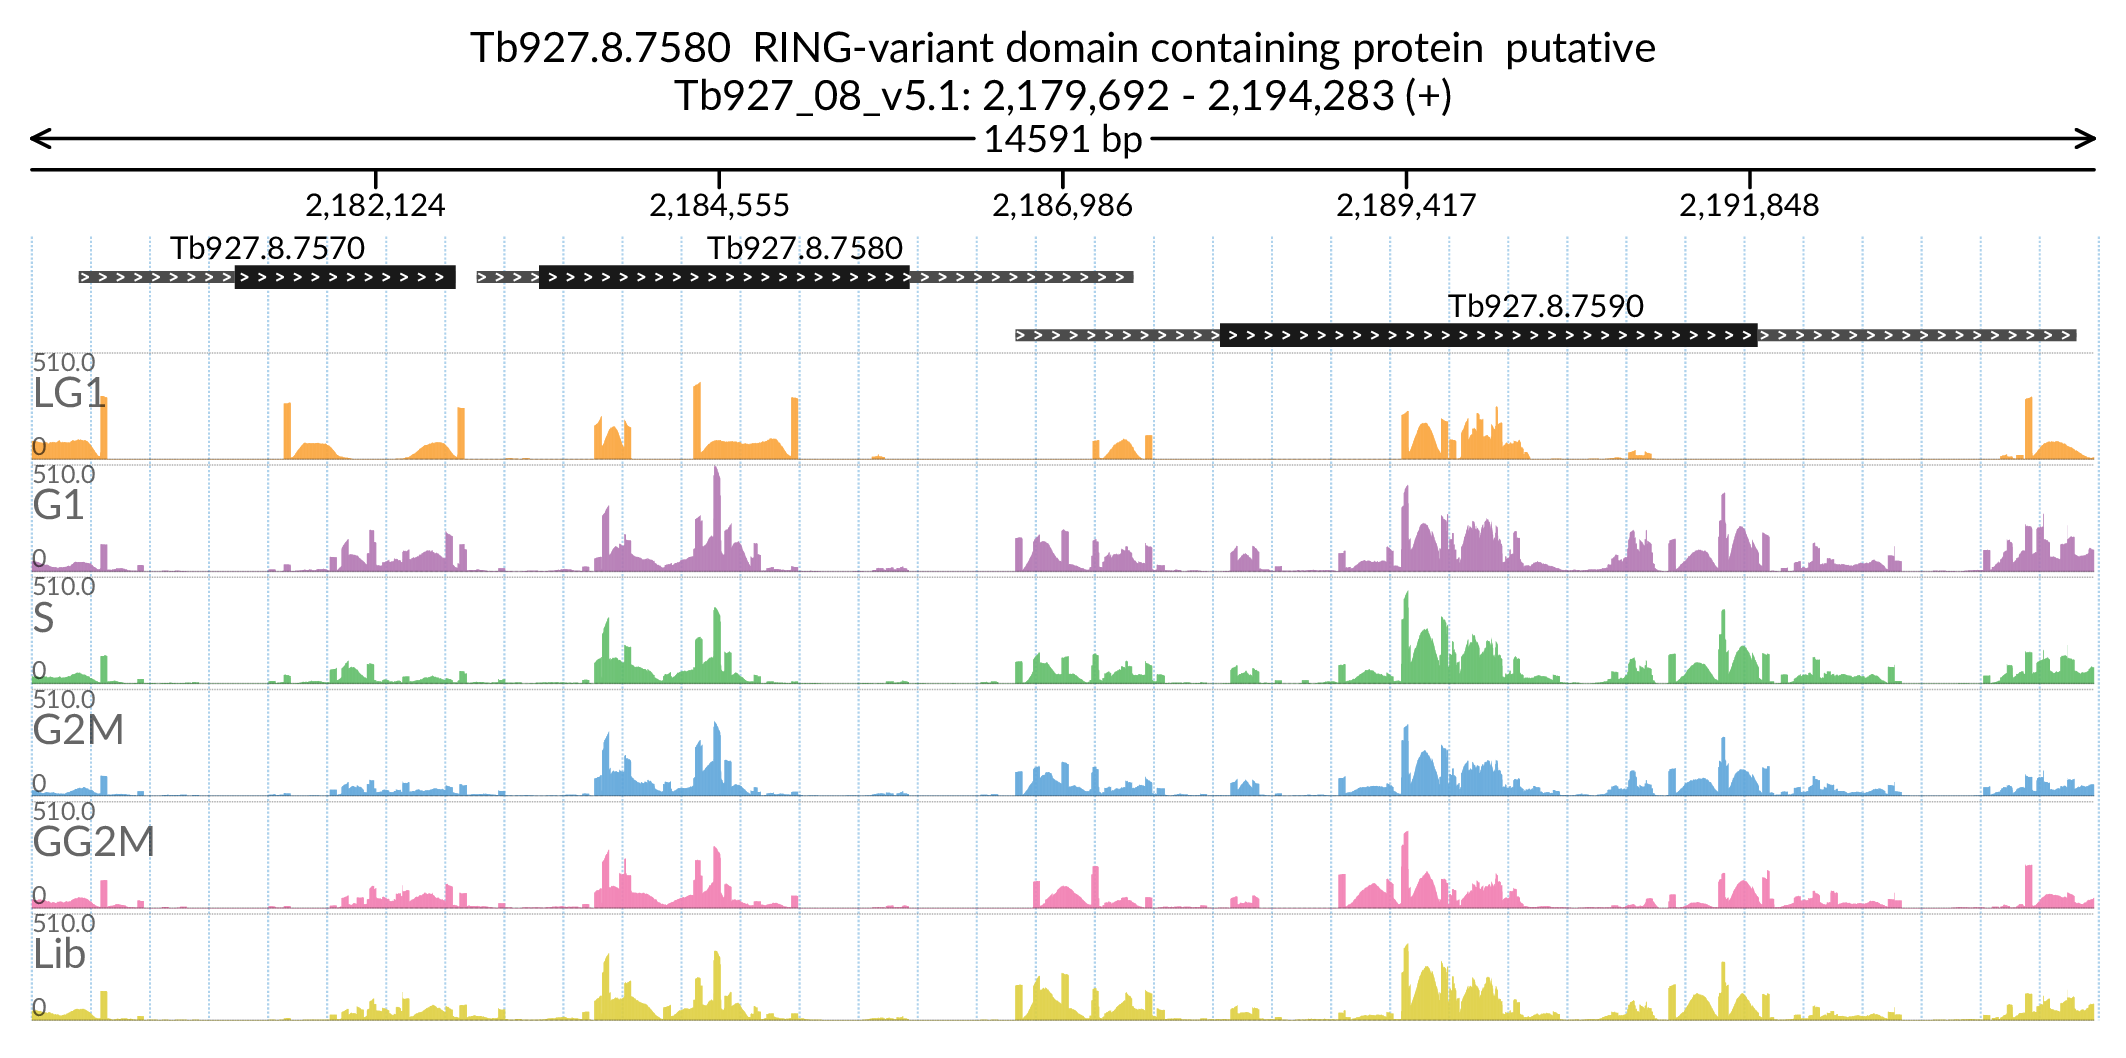 Tb927.8.7580  RING-variant domain containing protein  putative
Tb927_08_v5.1: 2,179,692 - 2,194,283 (+)
14591 bp
2,182,124 2,184,555 2,186,986 2,189,417 2,191,848
Tb927.8.7570 Tb927.8.7580
Tb927.8.7590
510.0
LG1
0
510.0
G1
0
510.0
S
0
510.0
G2M
0
510.0
GG2M
0
510.0
Lib
0